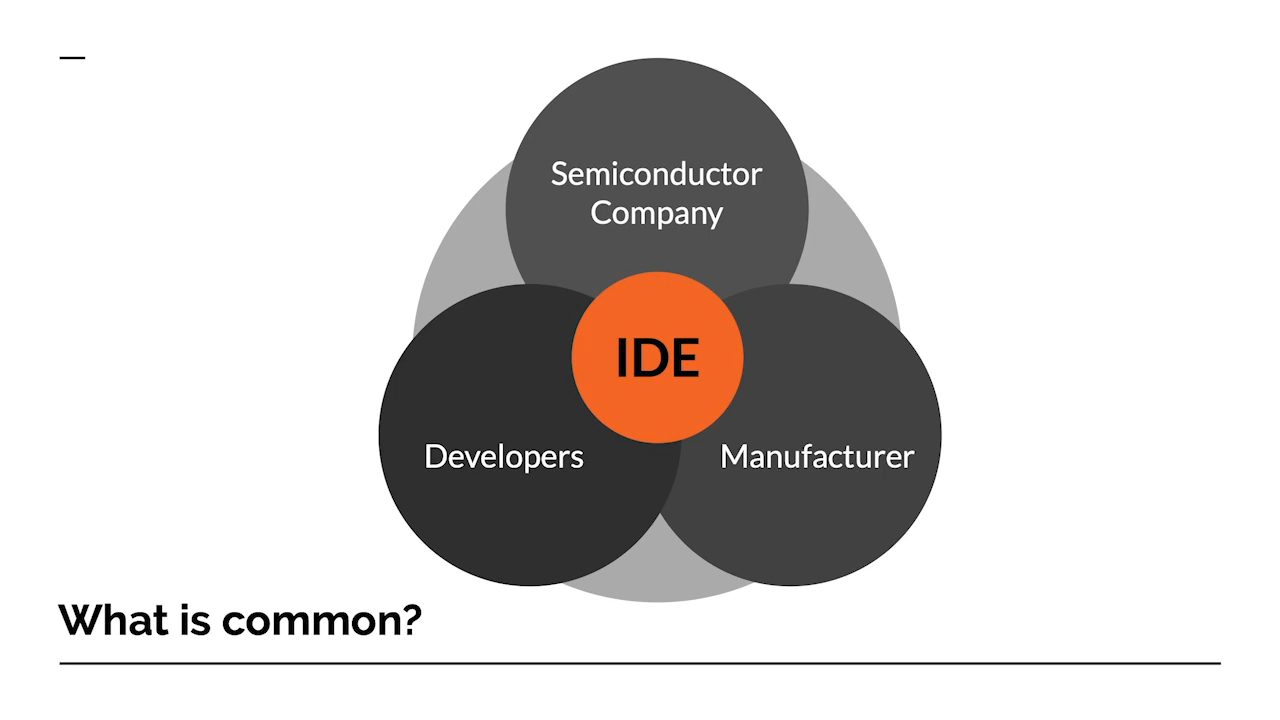 Semiconductor
Company
IDE
Developers
Manufacturer
What is common?